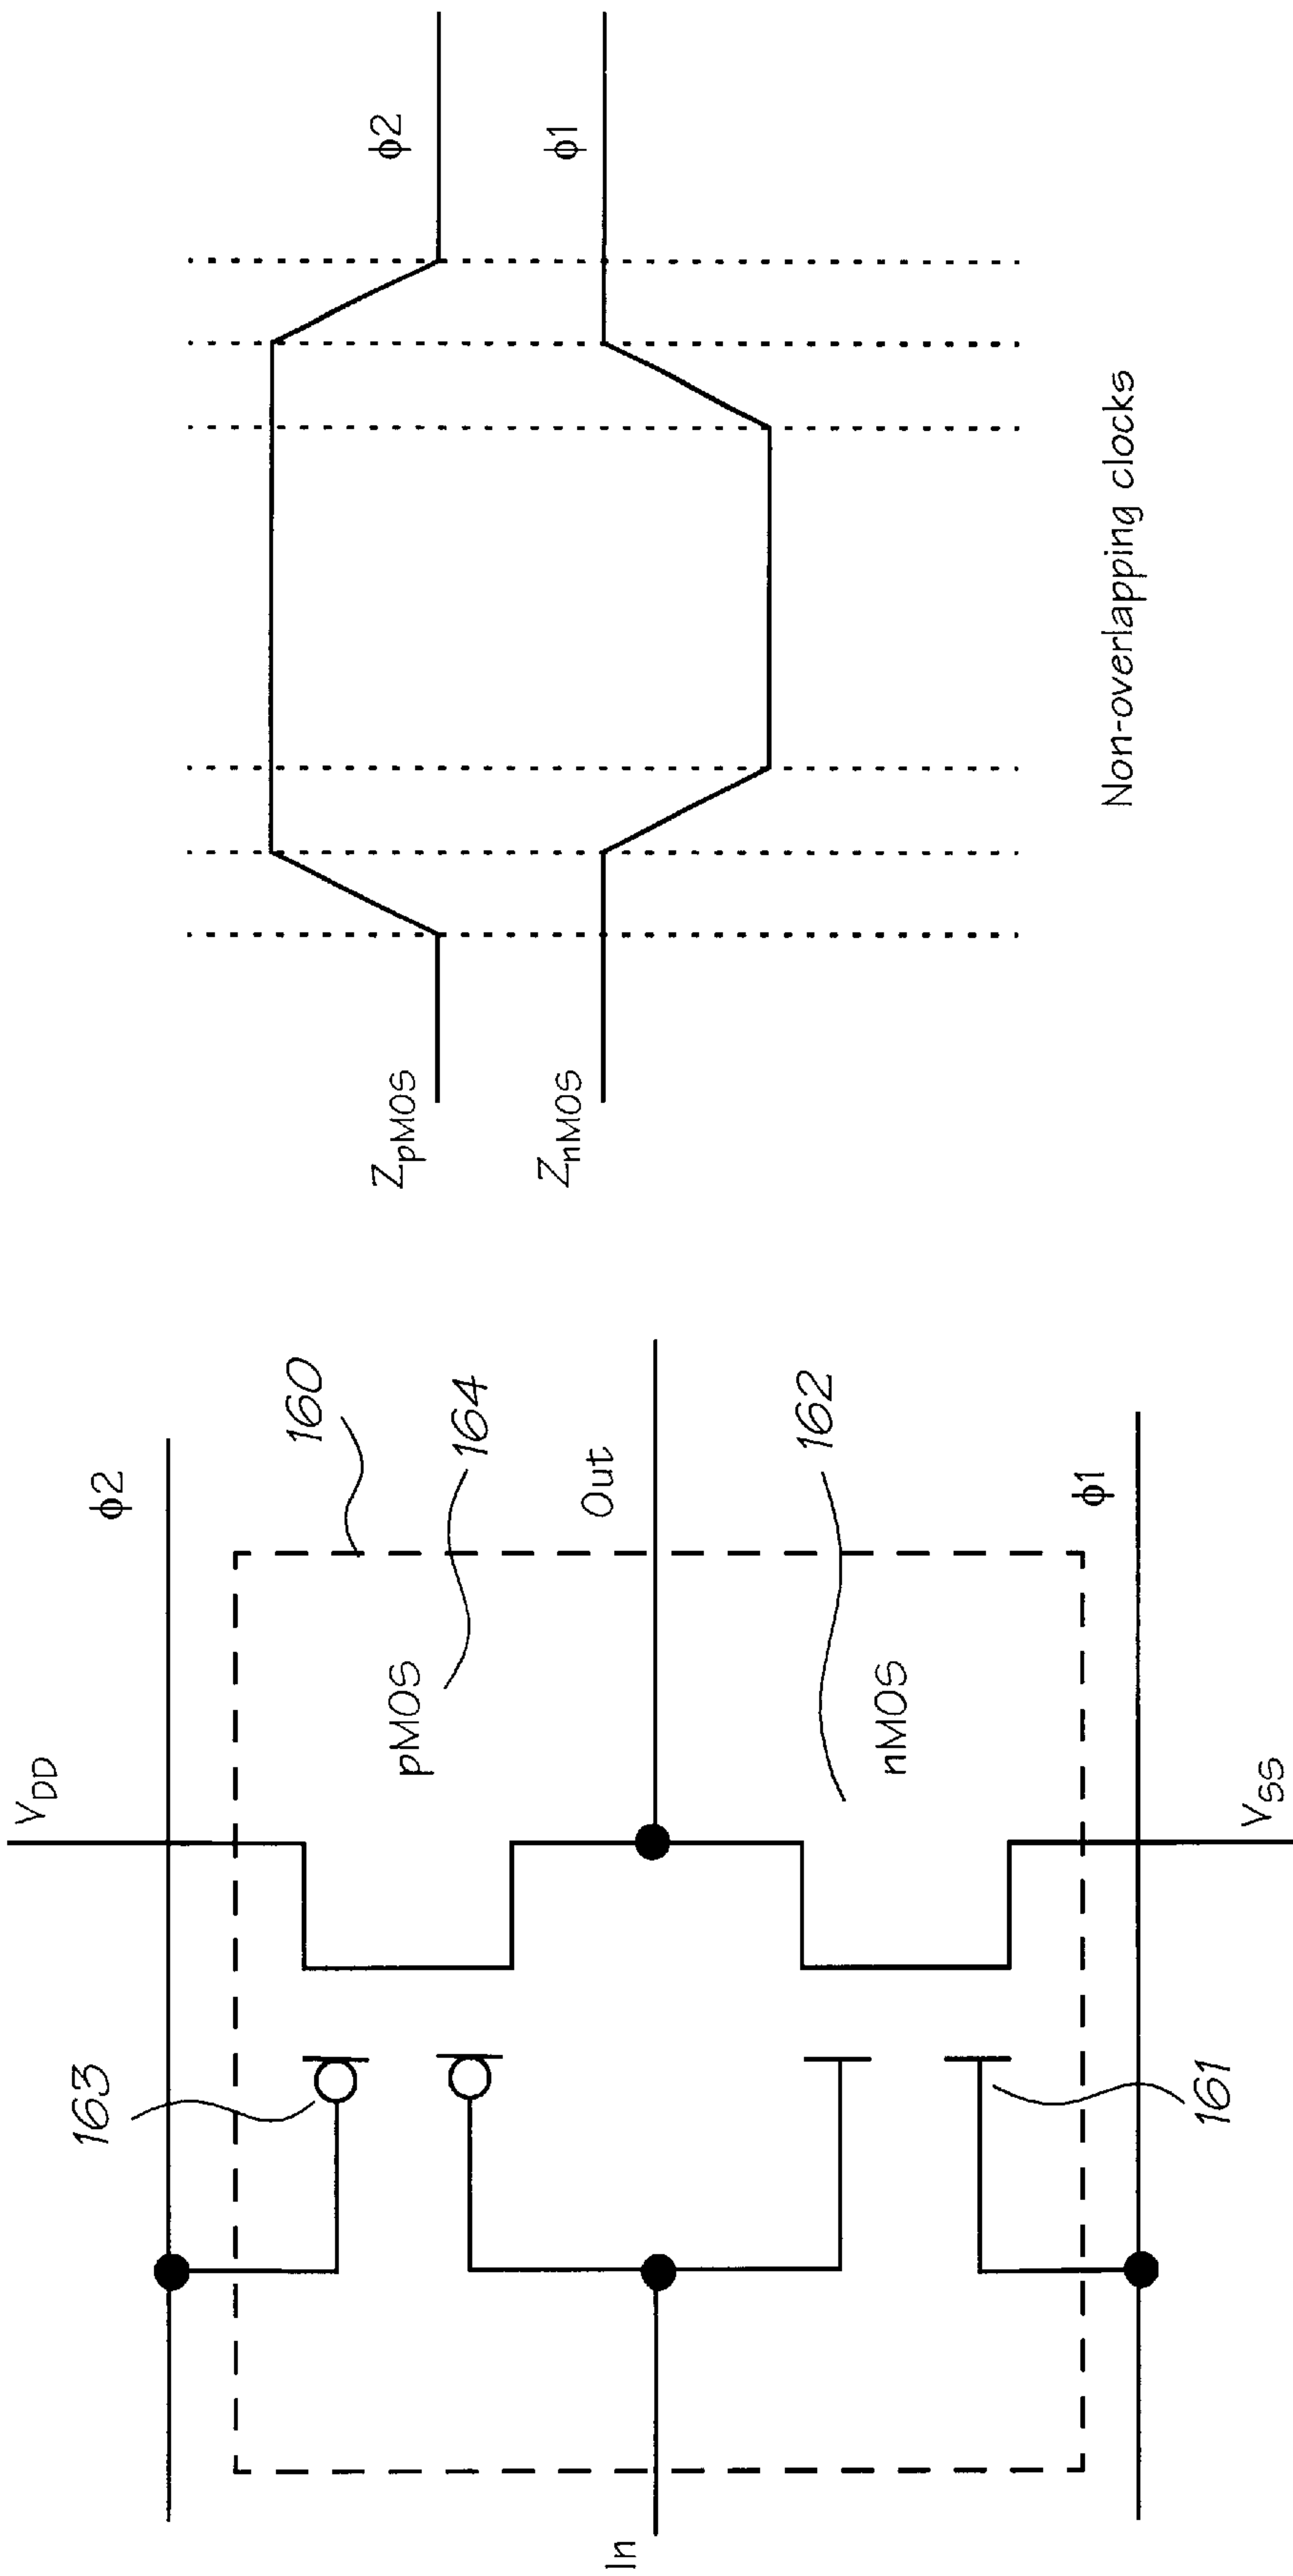 V_DD
ϕ2
163
160
pMOS
164
In
Out
nMOS
162
161
ϕ1
V_SS
Z_pMOS
ϕ2
Z_nMOS
ϕ1
Non-overlapping clocks